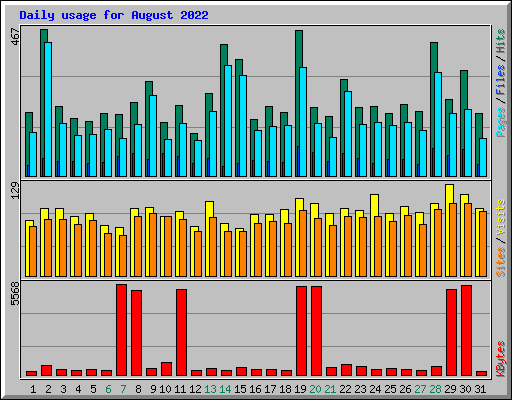 Daily usage for August 2022
467
Pages / Files / Hits
129
Sites / Visits
5568
KBytes
1 2 3 4 5 6 7 8 9 10 11 12 13 14 15 16 17 18 19 20 21 22 23 24 25 26 27 28 29 30 31